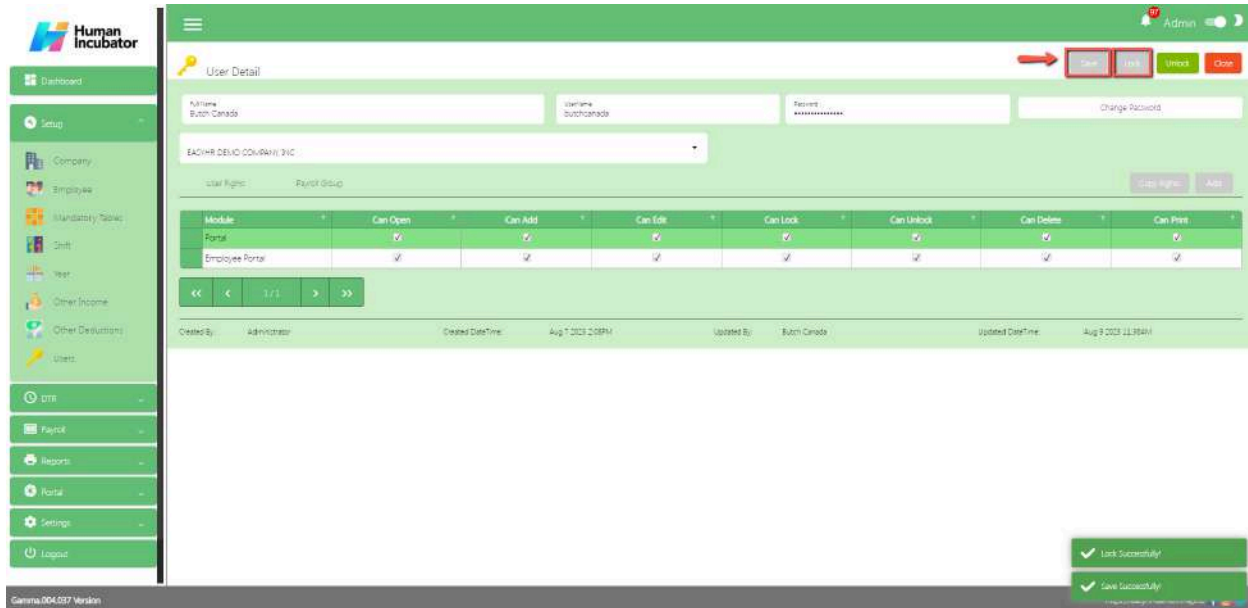 Human
Incubator
97
Admin
Dashboard
User Detail
Save Lock Unlock Close
Setup
Full Name
Butch Canada
UserName
butchcanada
Password
Change Password
Company
EASYHR DEMO COMPANY, INC
Employee
User Rights Payroll Group Copy Rights Add
Mandatory Tables
Module Can Open Can Add Can Edit Can Lock Can Unlock Can Delete Can Print
Portal
Shift
Employee Portal
Year
<< < 1/1 > >>
Other Income
Other Deductions
Created By: Administrator Created DateTime: Aug 7 2023 2:08PM Updated By: Butch Canada Updated DateTime:
Users
DTR
Payroll
Reports
Portal
Settings
Logout
Lock Successfully!
Save Successfully!
Gamma.004.037 Version